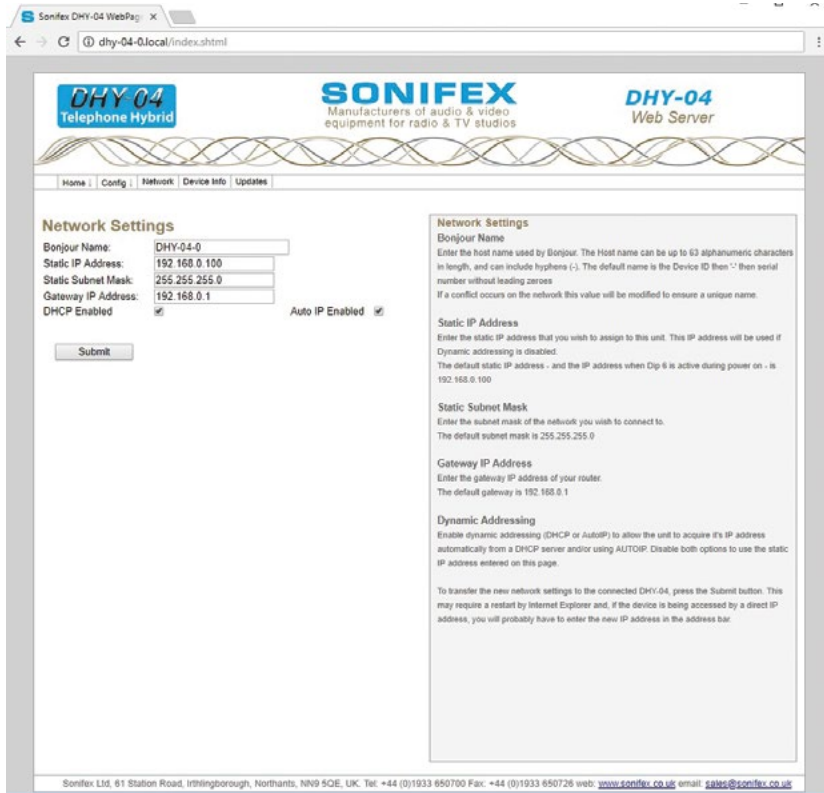 Sonifex DHY-04 WebPag
dhy-04-0.local/index.shtml
DHY-04
Telephone Hybrid
SONIFEX
Manufacturers of audio & video
equipment for radio & TV studios
DHY-04
Web Server
Home Config Network Device Info Updates
Network Settings
Bonjour Name: DHY-04-0
Static IP Address: 192.168.0.100
Static Subnet Mask: 255.255.255.0
Gateway IP Address: 192.168.0.1
DHCP Enabled Auto IP Enabled
Submit
Network Settings
Bonjour Name
Enter the host name used by Bonjour. The Host name can be up to 63 alphanumeric characters
in length, and can include hyphens (-). The default name is the Device ID then '-' then serial
number without leading zeroes
If a conflict occurs on the network this value will be modified to ensure a unique name.
Static IP Address
Enter the static IP address that you wish to assign to this unit. This IP address will be used if
Dynamic addressing is disabled.
The default static IP address - and the IP address when Dip 6 is active during power on - is
192.168.0.100
Static Subnet Mask
Enter the subnet mask of the network you wish to connect to.
The default subnet mask is 255.255.255.0
Gateway IP Address
Enter the gateway IP address of your router.
The default gateway is 192.168.0.1
Dynamic Addressing
Enable dynamic addressing (DHCP or AutoIP) to allow the unit to acquire it's IP address
automatically from a DHCP server and/or using AUTOIP. Disable both options to use the static
IP address entered on this page.
To transfer the new network settings to the connected DHY-04, press the Submit button. This
may require a restart by Internet Explorer and, if the device is being accessed by a direct IP
address, you will probably have to enter the new IP address in the address bar.
Sonifex Ltd, 61 Station Road, Irthlingborough, Northants, NN9 5QE, UK. Tel: +44 (0)1933 650700 Fax: +44 (0)1933 650726 web: www.sonifex.co.uk email: sales@sonifex.co.uk